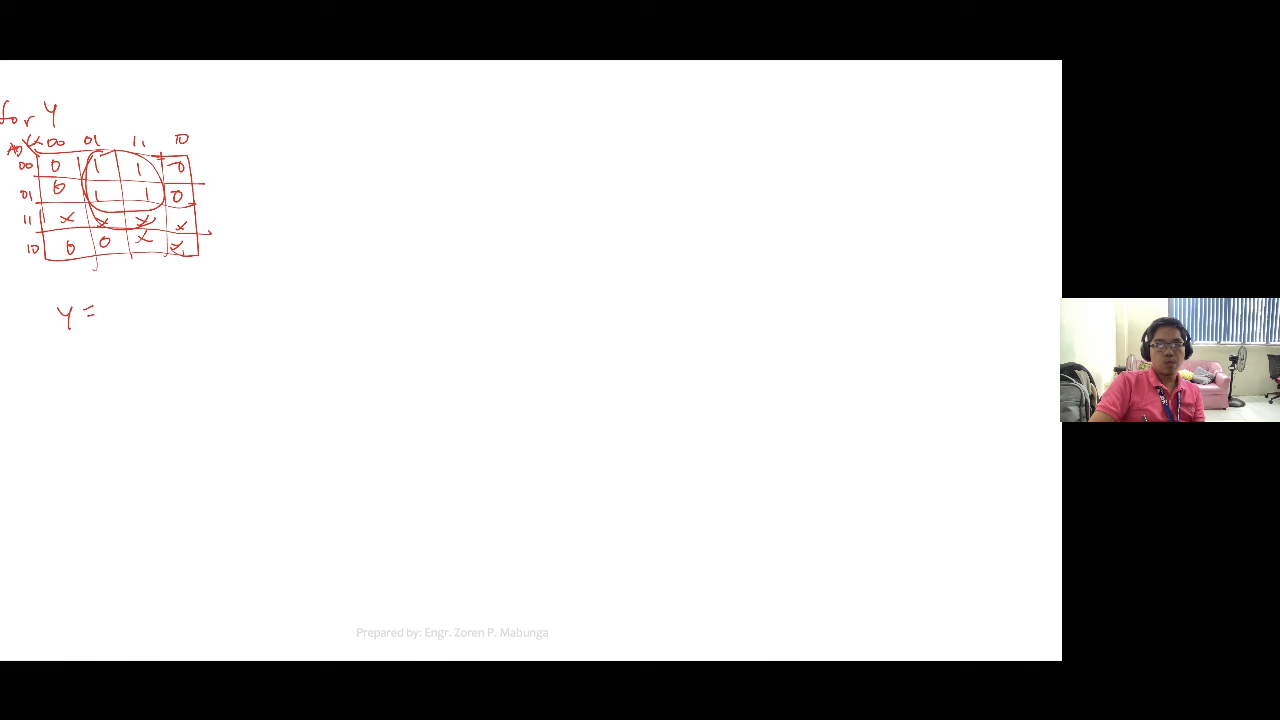 for Y
00 01 11 10
00 0 1 1 0
01 0 1 1 0
11 x x x x
10 0 0 x x
Y =
Prepared by: Engr. Zoren P. Mabunga